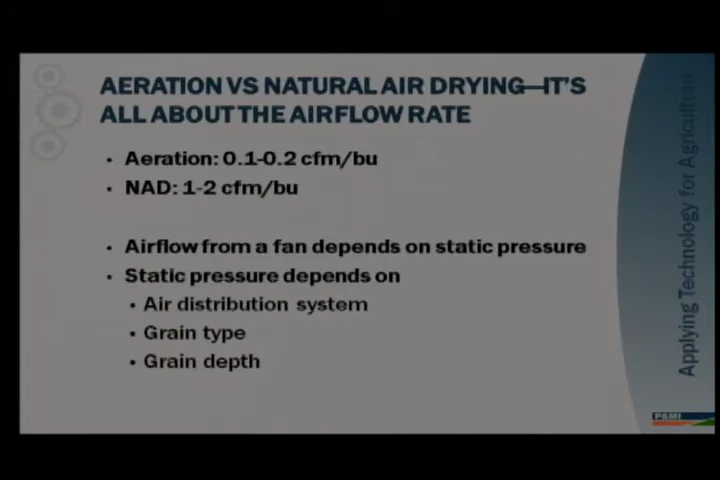 AERATION VS NATURAL AIR DRYING—IT'S
ALL ABOUT THE AIRFLOW RATE
• Aeration: 0.1-0.2 cfm/bu
• NAD: 1-2 cfm/bu
• Airflow from a fan depends on static pressure
• Static pressure depends on
• Air distribution system
• Grain type
• Grain depth
Applying Technology for Agriculture
PAMI